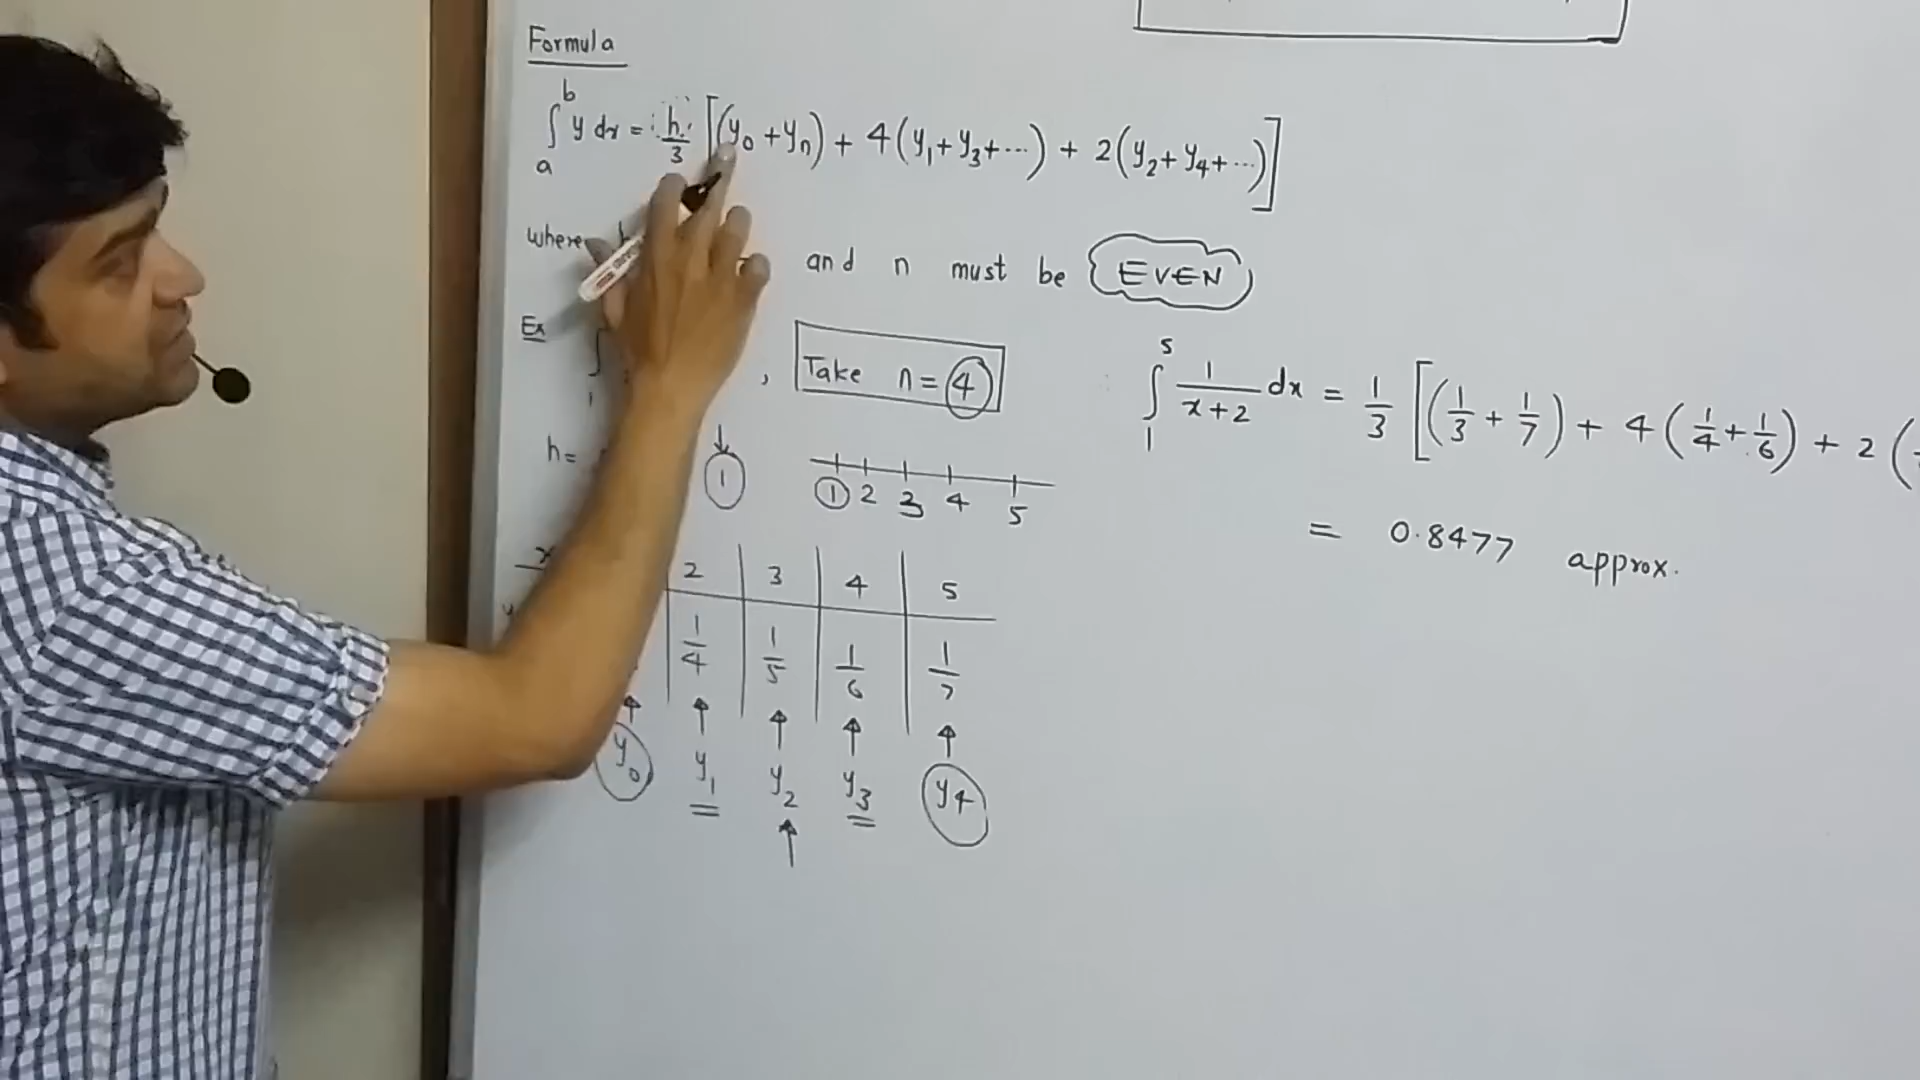 Formula
∫ₐᵇ y dx = h/3 [(y₀ + yₙ) + 4(y₁ + y₃ + ...) + 2(y₂ + y₄ + ...)]
where and n must be EVEN
Ex ∫₁ , Take n = 4
h = 1
1 2 3 4 5
x 2 3 4 5
y 1/4 1/5 1/6 1/7
y₀ y₁ y₂ y₃ y₄
∫₁⁵ 1/(x+2) dx = 1/3 [(1/3 + 1/7) + 4(1/4 + 1/6) + 2(
= 0.8477 approx.